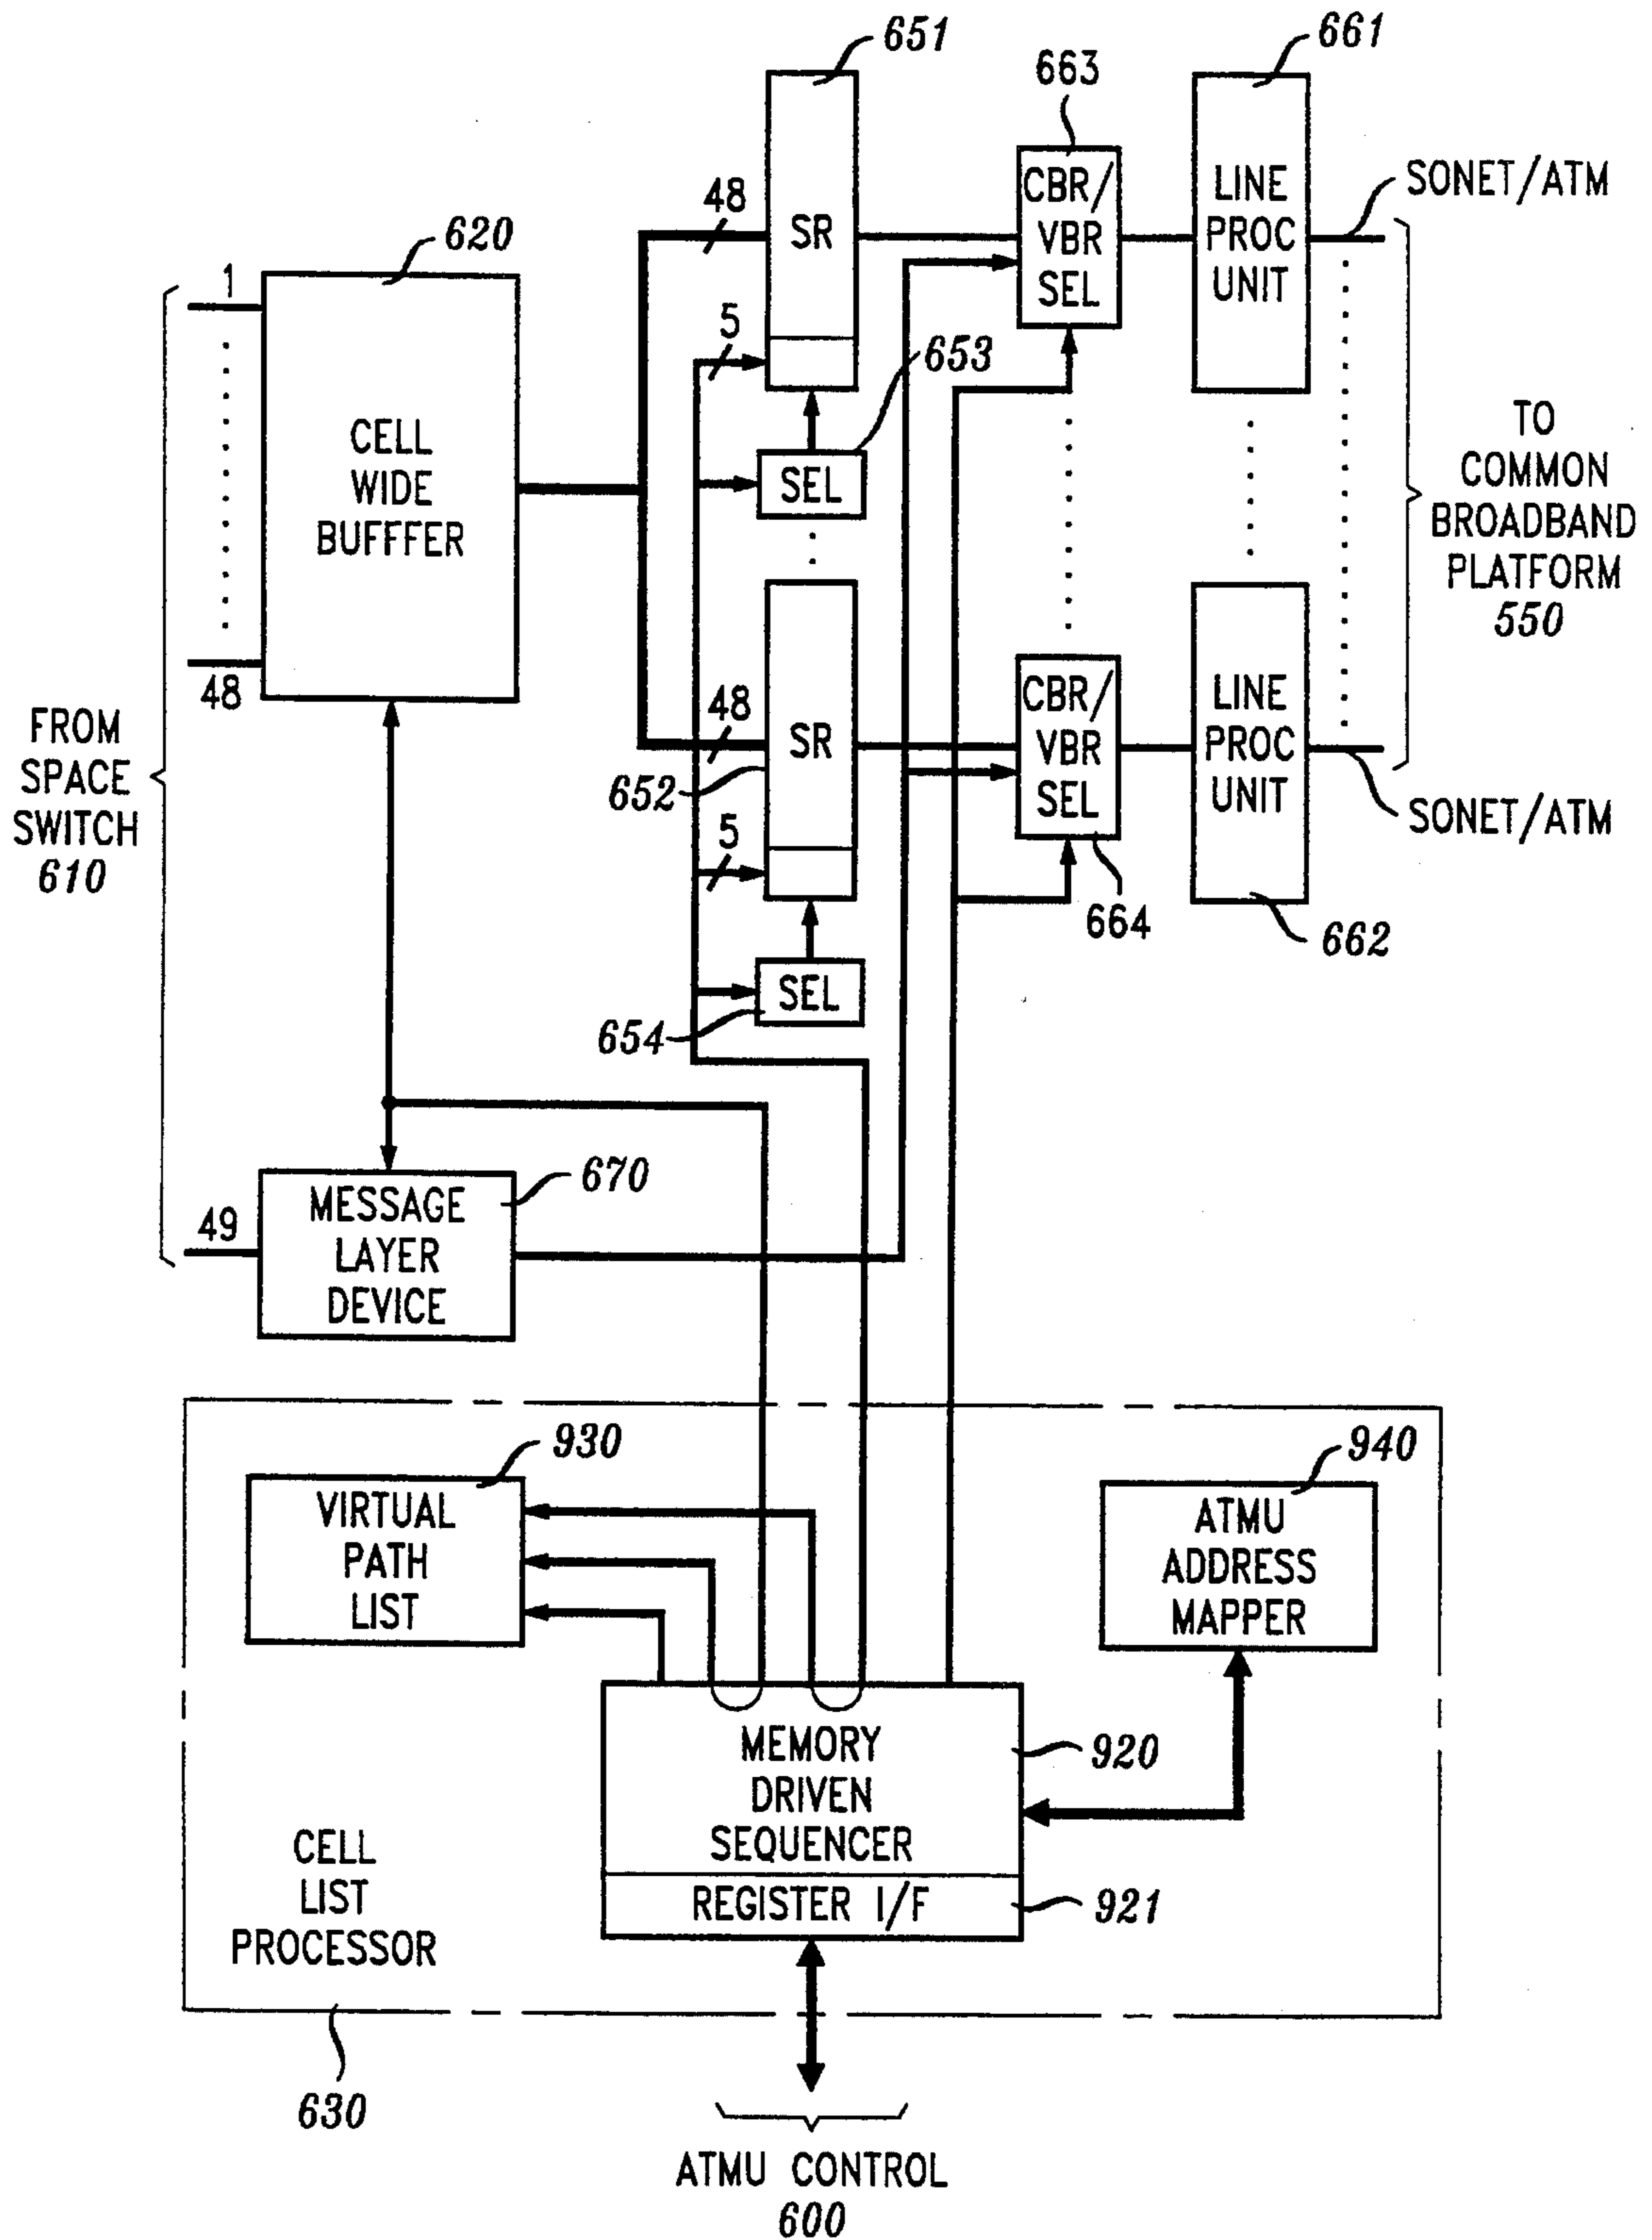 651
661
663
CBR/
VBR
SEL
LINE
PROC
UNIT
SONET/ATM
48
SR
620
1
5
653
CELL
WIDE
BUFFFER
SEL
TO
COMMON
BROADBAND
PLATFORM
550
48
FROM
SPACE
SWITCH
610
48
SR
652
CBR/
VBR
SEL
LINE
PROC
UNIT
SONET/ATM
5
664
662
SEL
654
670
49
MESSAGE
LAYER
DEVICE
930
940
VIRTUAL
PATH
LIST
ATMU
ADDRESS
MAPPER
MEMORY
DRIVEN
SEQUENCER
920
REGISTER I/F
921
CELL
LIST
PROCESSOR
630
ATMU CONTROL
600